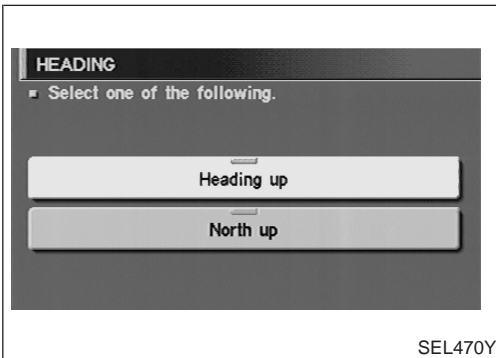 HEADING
Select one of the following.
Heading up
North up
SEL470Y